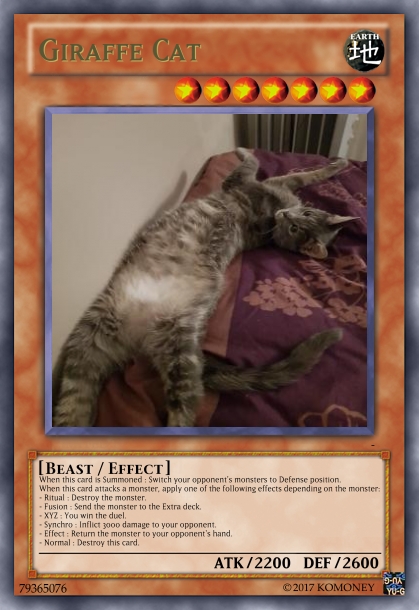 GIRAFFE CAT
EARTH
地
[BEAST / EFFECT]
When this card is Summoned : Switch your opponent's monsters to Defense position.
When this card attacks a monster, apply one of the following effects depending on the monster:
- Ritual : Destroy the monster.
- Fusion : Send the monster to the Extra deck.
- XYZ : You win the duel.
- Synchro : Inflict 3000 damage to your opponent.
- Effect : Return the monster to your opponent's hand.
- Normal : Destroy this card.
ATK/2200 DEF/2600
79365076
©2017 KOMONEY
YU-G